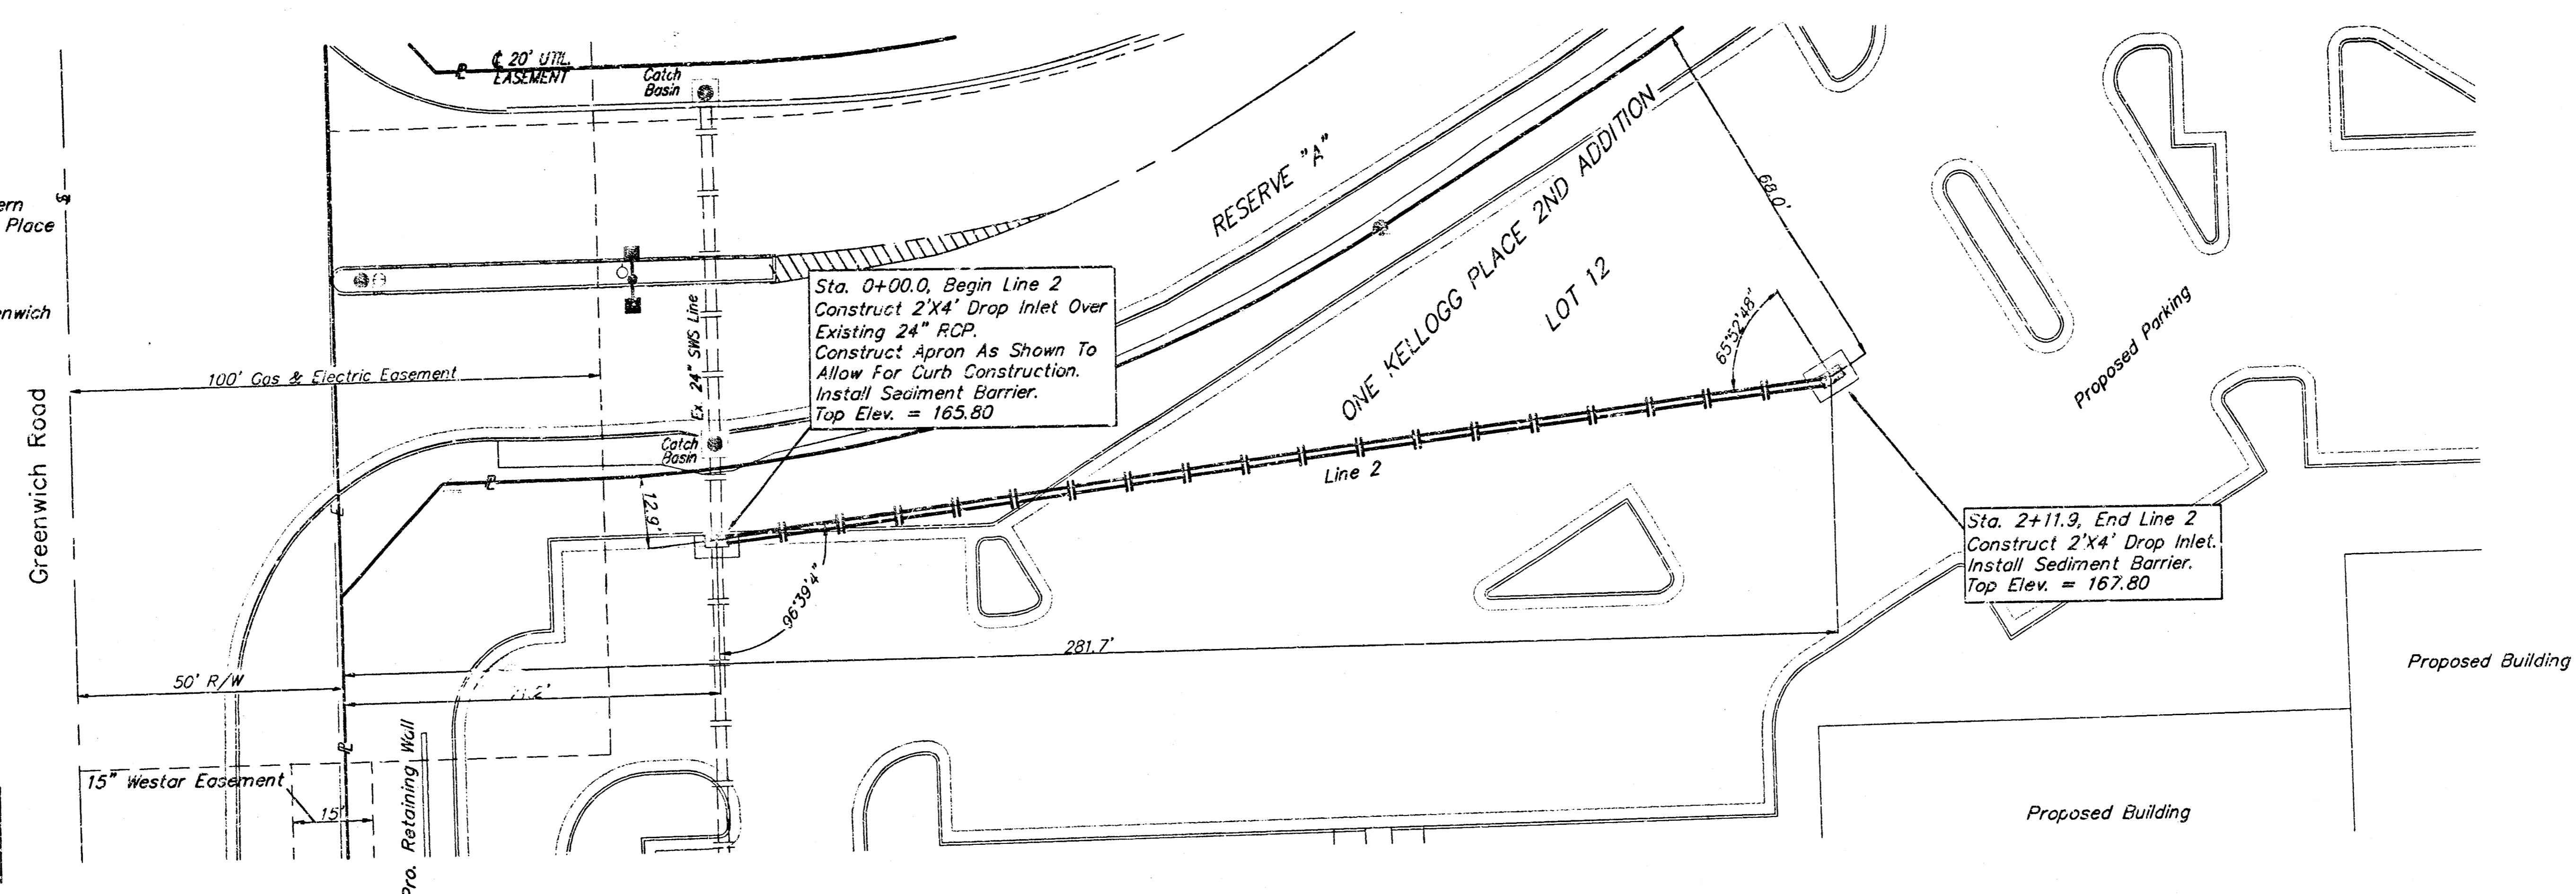 ₵ 20' UTIL.
EASEMENT
Catch
Basin
Place
RESERVE "A"
ONE KELLOGG PLACE 2ND ADDITION
LOT 12
68.0'
65°52'48"
Proposed Parking
Sta. 0+00.0, Begin Line 2
Construct 2'X4' Drop Inlet Over
Existing 24" RCP.
Construct Apron As Shown To
Allow For Curb Construction.
Install Sediment Barrier.
Top Elev. = 165.80
Ex. 24" SWS Line
100' Gas & Electric Easement
Greenwich Road
Catch
Basin
12.9'
Line 2
96°39'4"
Sta. 2+11.9, End Line 2
Construct 2'X4' Drop Inlet.
Install Sediment Barrier.
Top Elev. = 167.80
281.7'
50' R/W
Proposed Building
15" Westar Easement
15'
Pro. Retaining Wall
Proposed Building